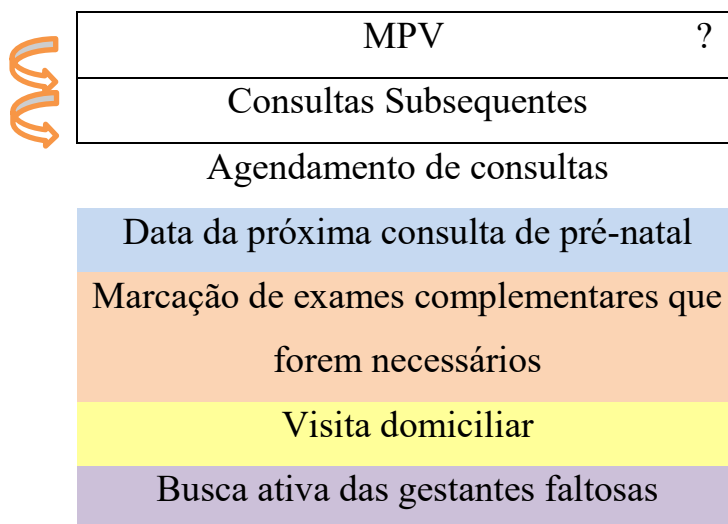 MPV ?
Consultas Subsequentes
Agendamento de consultas
Data da próxima consulta de pré-natal
Marcação de exames complementares que
forem necessários
Visita domiciliar
Busca ativa das gestantes faltosas